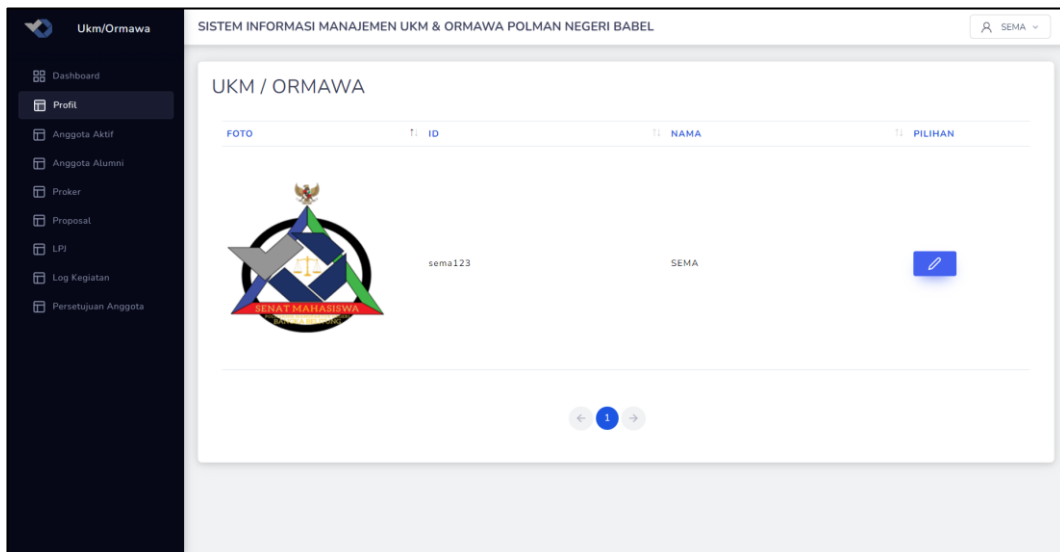 Ukm/Ormawa
SISTEM INFORMASI MANAJEMEN UKM & ORMAWA POLMAN NEGERI BABEL
SEMA
Dashboard
Profil
Anggota Aktif
Anggota Alumni
Proker
Proposal
LPJ
Log Kegiatan
Persetujuan Anggota
UKM / ORMAWA
FOTO ID NAMA PILIHAN
SENAT MAHASISWA
sema123 SEMA
1